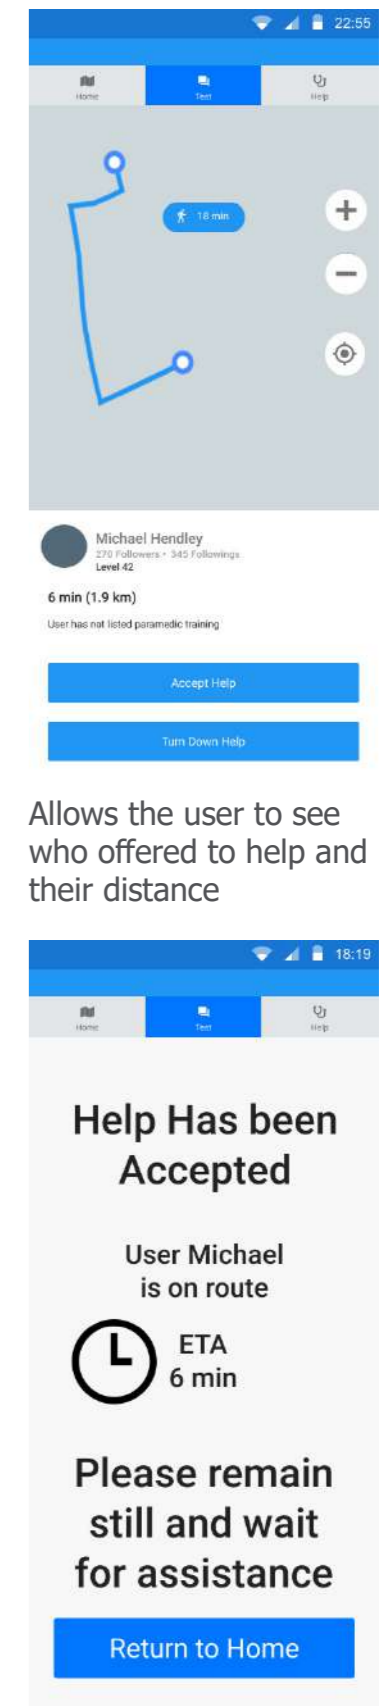 22:55
Home Text Help
18 min
Michael Hendley
270 Followers • 345 Followings
Level 42
6 min (1.9 km)
User has not listed paramedic training
Accept Help
Turn Down Help
Allows the user to see
who offered to help and
their distance
18:19
Home Text Help
Help Has been
Accepted
User Michael
is on route
ETA
6 min
Please remain
still and wait
for assistance
Return to Home